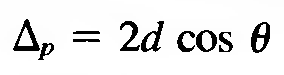 Δₚ = 2d cos θ